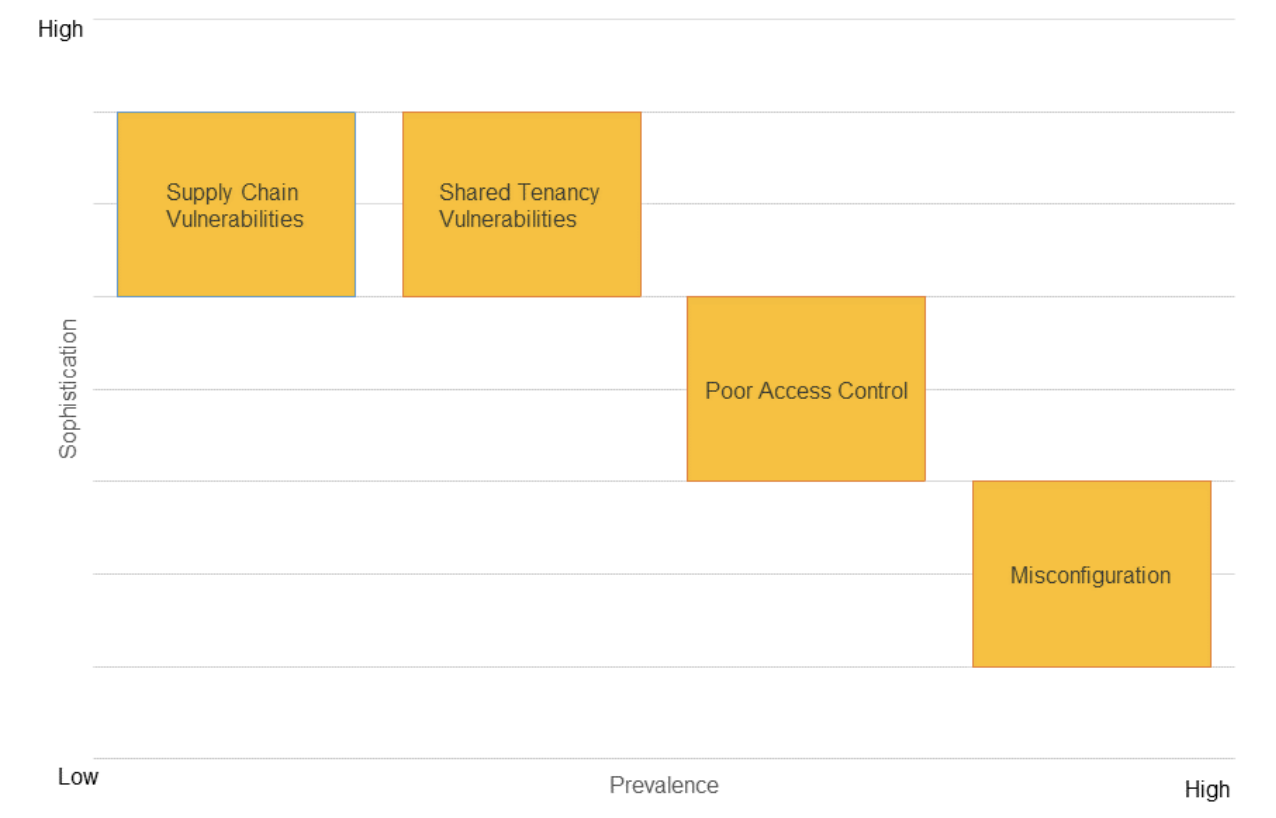 High
Supply Chain
Vulnerabilities
Shared Tenancy
Vulnerabilities
Sophistication
Poor Access Control
Misconfiguration
Low
Prevalence
High